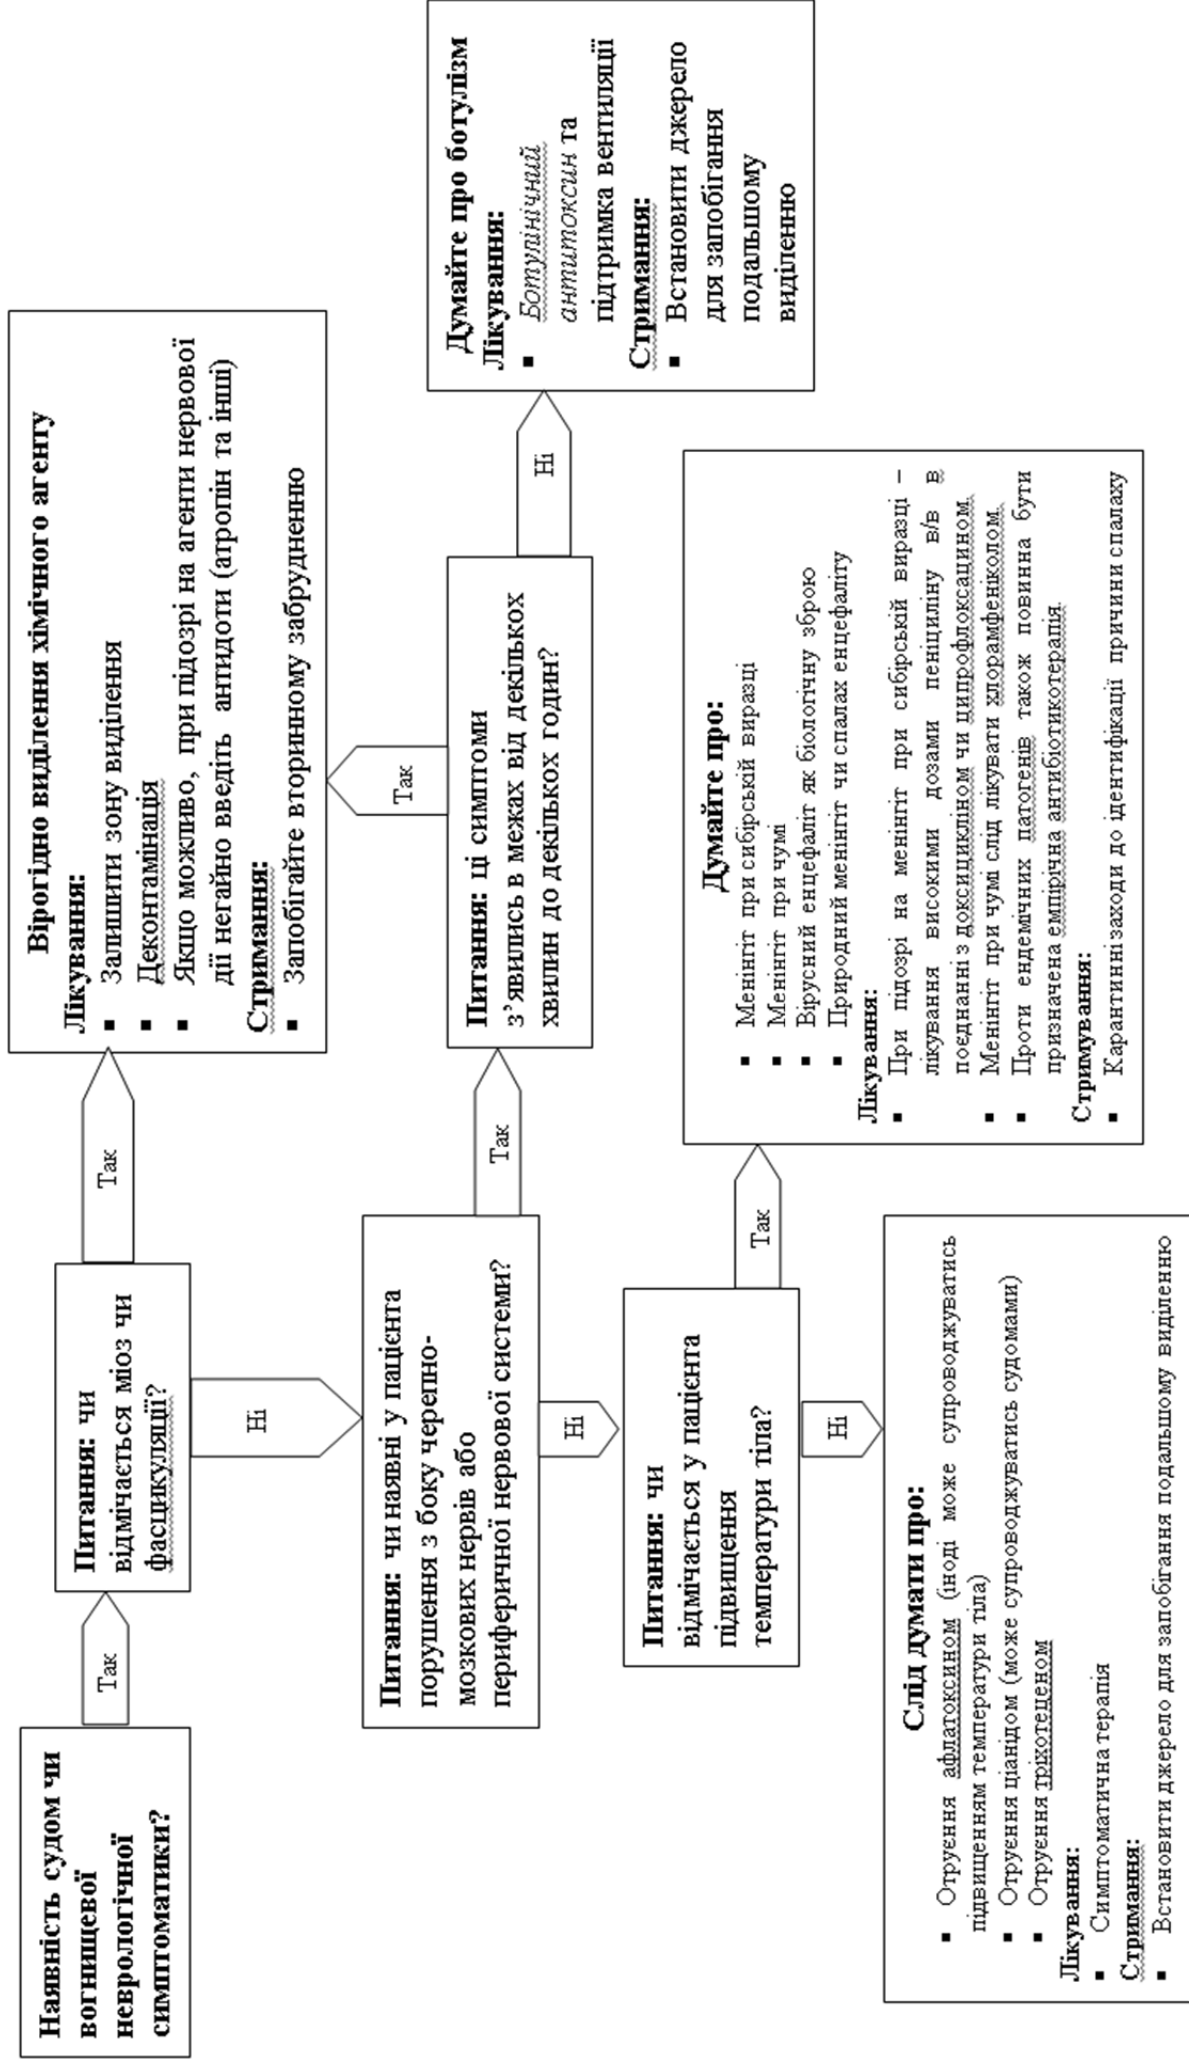 Наявність судом чи
вогнищевої
неврологічної
симптоматики?
Так
Питання: чи
відмічається міоз чи
фасцикуляції?
Так
Вірогідно виділення хімічного агенту
Лікування:
▪ Залишити зону виділення
▪ Деконтамінація
▪ Якщо можливо, при підозрі на агенти нервової
дії негайно введіть антидоти (атропін та інші)
Стримання:
▪ Запобігайте вторинному забрудненню
Ні
Питання: чи наявні у пацієнта
порушення з боку черепно-
мозкових нервів або
периферичної нервової системи?
Так
Питання: ці симптоми
з’явились в межах від декількох
хвилин до декількох годин?
Так
Ні
Думайте про ботулізм
Лікування:
▪ Ботулінічний
антитоксин та
підтримка вентиляції
Стримання:
▪ Встановити джерело
для запобігання
подальшому
виділенню
Ні
Питання: чи
відмічається у пацієнта
підвищення
температури тіла?
Так
Думайте про:
▪ Менінгіт при сибірській виразці
▪ Менінгіт при чумі
▪ Вірусний енцефаліт як біологічну зброю
▪ Природний менінгіт чи спалах енцефаліту
Лікування:
▪ При підозрі на менінгіт при сибірській виразці –
лікування високими дозами пеніциліну в/в в
поєднанні з доксицикліном чи ципрофлоксацином.
▪ Менінгіт при чумі слід лікувати хлорамфеніколом.
▪ Проти ендемічних патогенів також повинна бути
призначена емпірічна антибіотикотерапія.
Стримування:
▪ Карантинні заходи до ідентифікації причини спалаху
Ні
Слід думати про:
▪ Отруєння афлатоксином (іноді може супроводжуватись
підвищенням температури тіла)
▪ Отруєння ціанідом (може супроводжуватись судомами)
▪ Отруєння тріхотеценом
Лікування:
▪ Симптоматична терапія
Стримання:
▪ Встановити джерело для запобігання подальшому виділенню